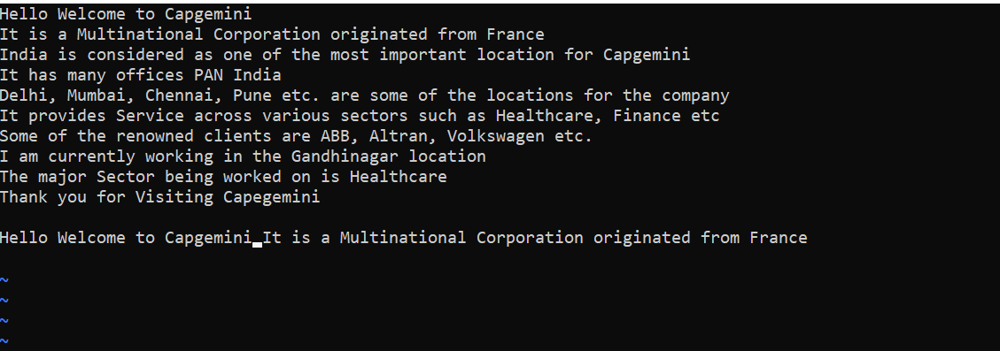 Hello Welcome to Capgemini
It is a Multinational Corporation originated from France
India is considered as one of the most important location for Capgemini
It has many offices PAN India
Delhi, Mumbai, Chennai, Pune etc. are some of the locations for the company
It provides Service across various sectors such as Healthcare, Finance etc
Some of the renowned clients are ABB, Altran, Volkswagen etc.
I am currently working in the Gandhinagar location
The major Sector being worked on is Healthcare
Thank you for Visiting Capegemini
Hello Welcome to Capgemini It is a Multinational Corporation originated from France
~
~
~
~